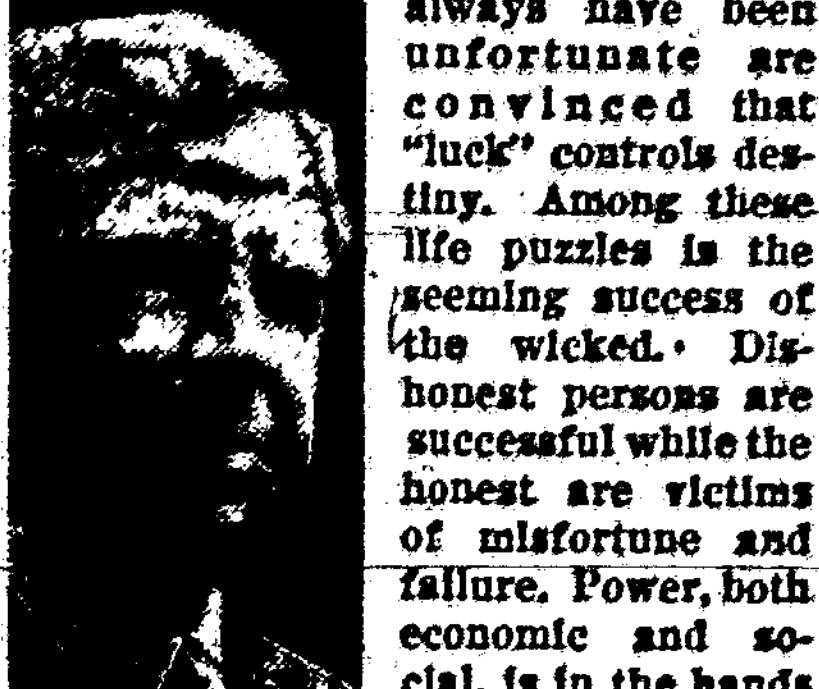 always have been
unfortunate are
convinced that
"luck" controls des-
tiny. Among these
life puzzles is the
seeming success of
the wicked. Dis-
honest persons are
successful while the
honest are victims
of misfortune and
failure. Power, both
economic and so-
cial, is in the hands